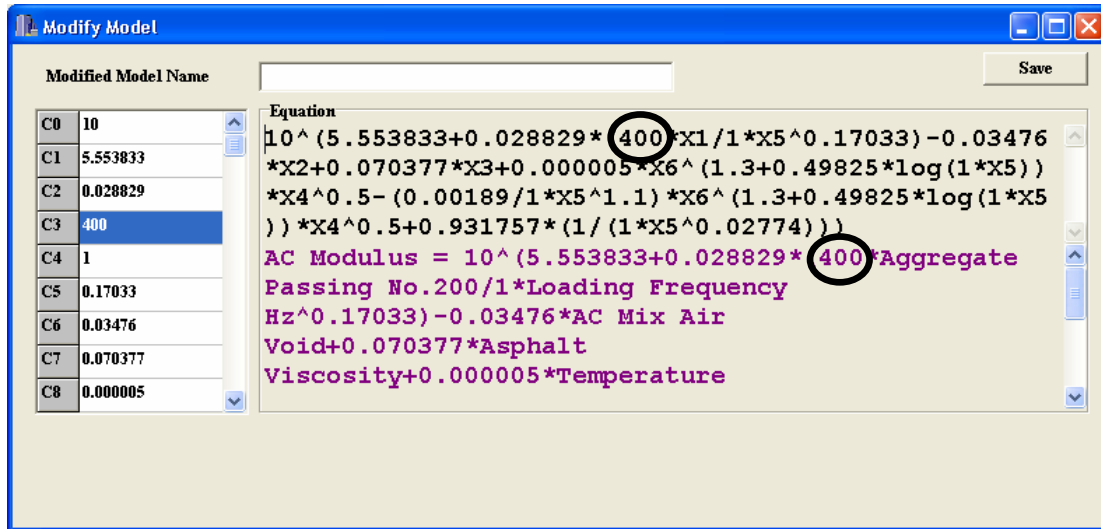 Modify Model
Modified Model Name
Save
C0 10
C1 5.553833
C2 0.028829
C3 400
C4 1
C5 0.17033
C6 0.03476
C7 0.070377
C8 0.000005
Equation
10^(5.553833+0.028829*(400*X1/1*X5^0.17033)-0.03476
*X2+0.070377*X3+0.000005*X6^(1.3+0.49825*log(1*X5))
*X4^0.5-(0.00189/1*X5^1.1)*X6^(1.3+0.49825*log(1*X5
))*X4^0.5+0.931757*(1/(1*X5^0.02774)))
AC Modulus = 10^(5.553833+0.028829*(400*Aggregate
Passing No.200/1*Loading Frequency
Hz^0.17033)-0.03476*AC Mix Air
Void+0.070377*Asphalt
Viscosity+0.000005*Temperature